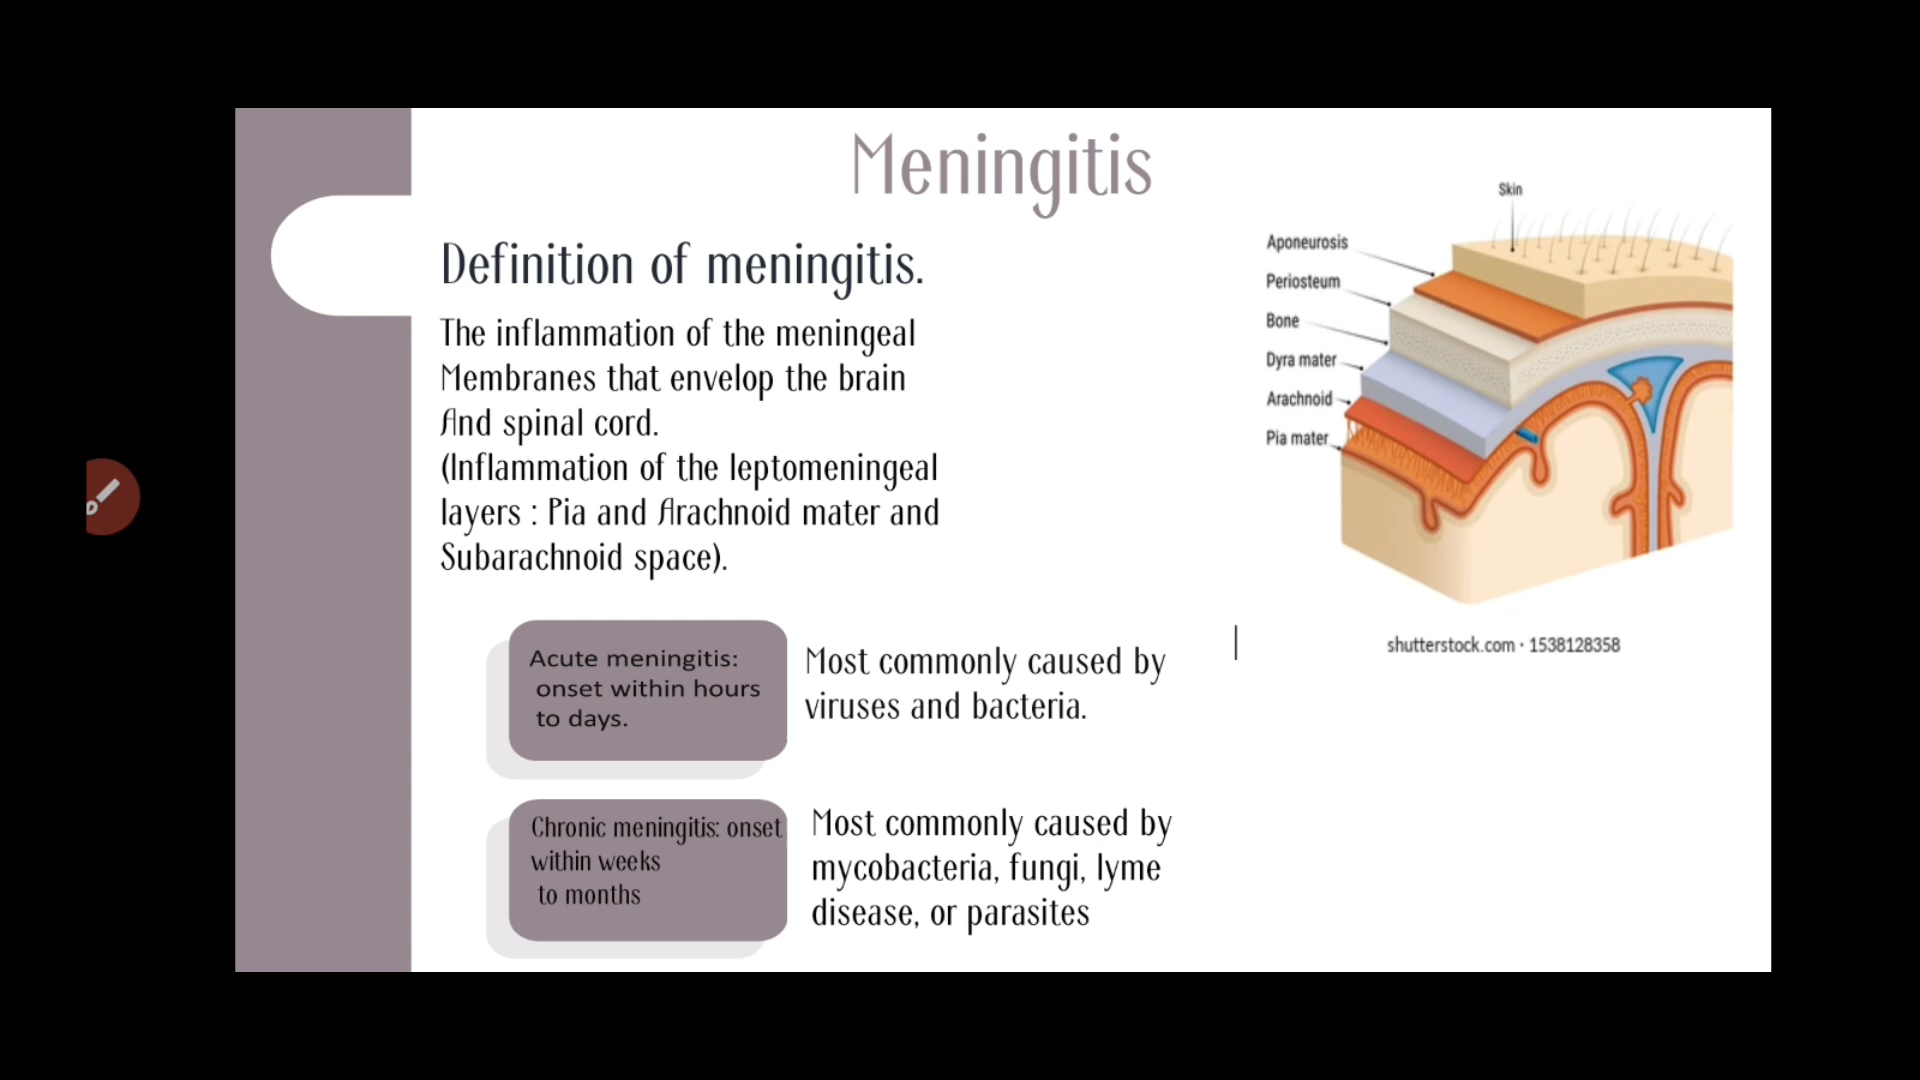 Meningitis
Definition of meningitis.
The inflammation of the meningeal
Membranes that envelop the brain
And spinal cord.
(Inflammation of the leptomeningeal
layers : Pia and Arachnoid mater and
Subarachnoid space).
Skin
Aponeurosis
Periosteum
Bone
Dyra mater
Arachnoid
Pia mater
shutterstock.com · 1538128358
Acute meningitis:
onset within hours
to days.
Most commonly caused by
viruses and bacteria.
Chronic meningitis: onset
within weeks
to months
Most commonly caused by
mycobacteria, fungi, lyme
disease, or parasites